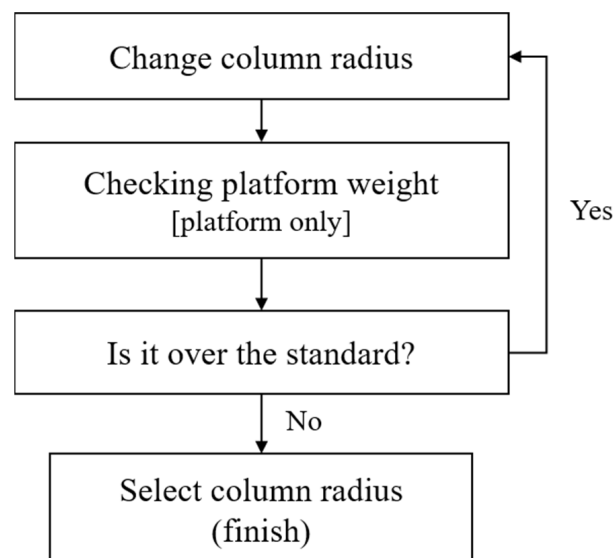 Change column radius
Checking platform weight
[platform only]
Yes
Is it over the standard?
No
Select column radius
(finish)